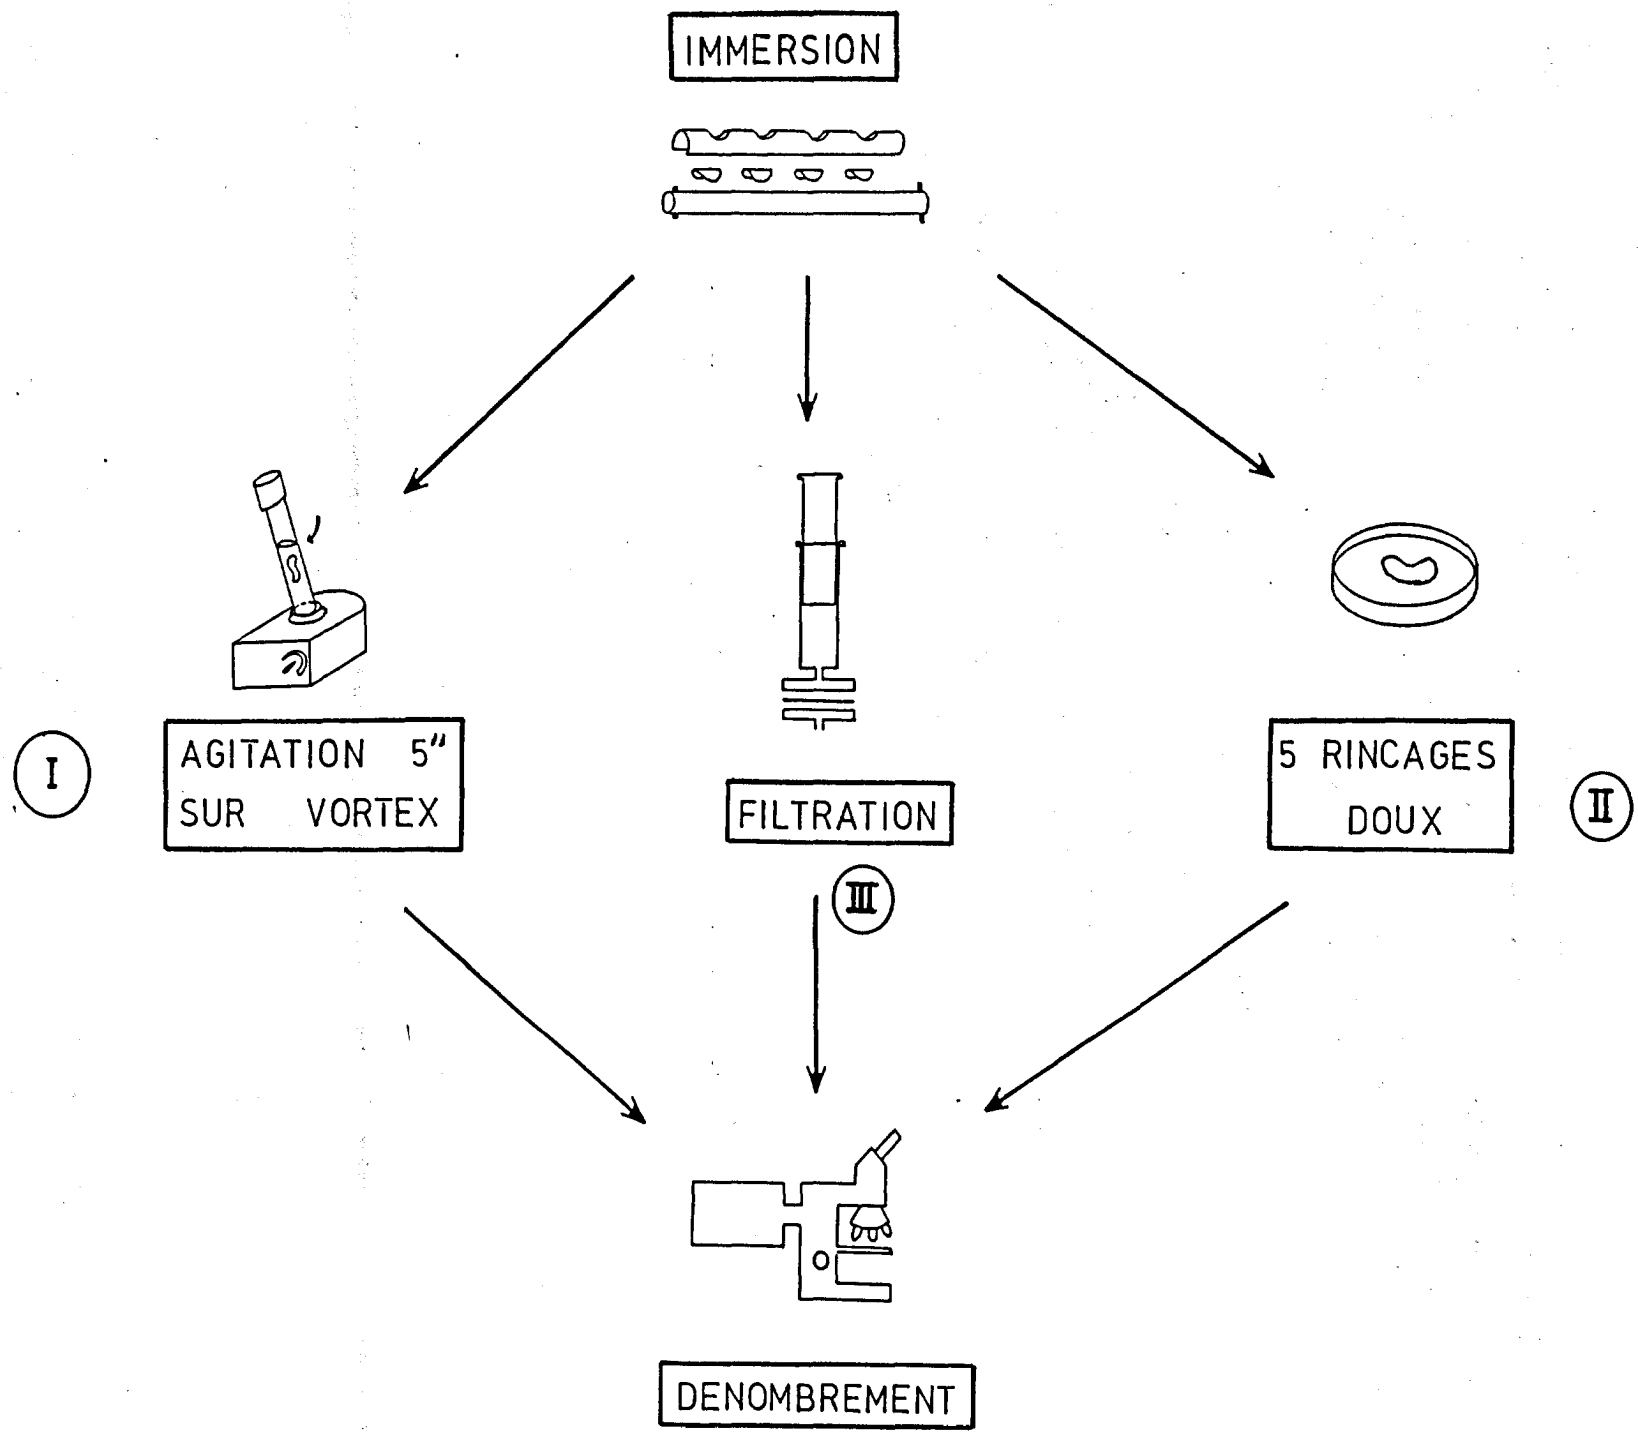 IMMERSION
I
AGITATION 5"
SUR VORTEX
FILTRATION
III
5 RINCAGES
DOUX
II
DENOMBREMENT